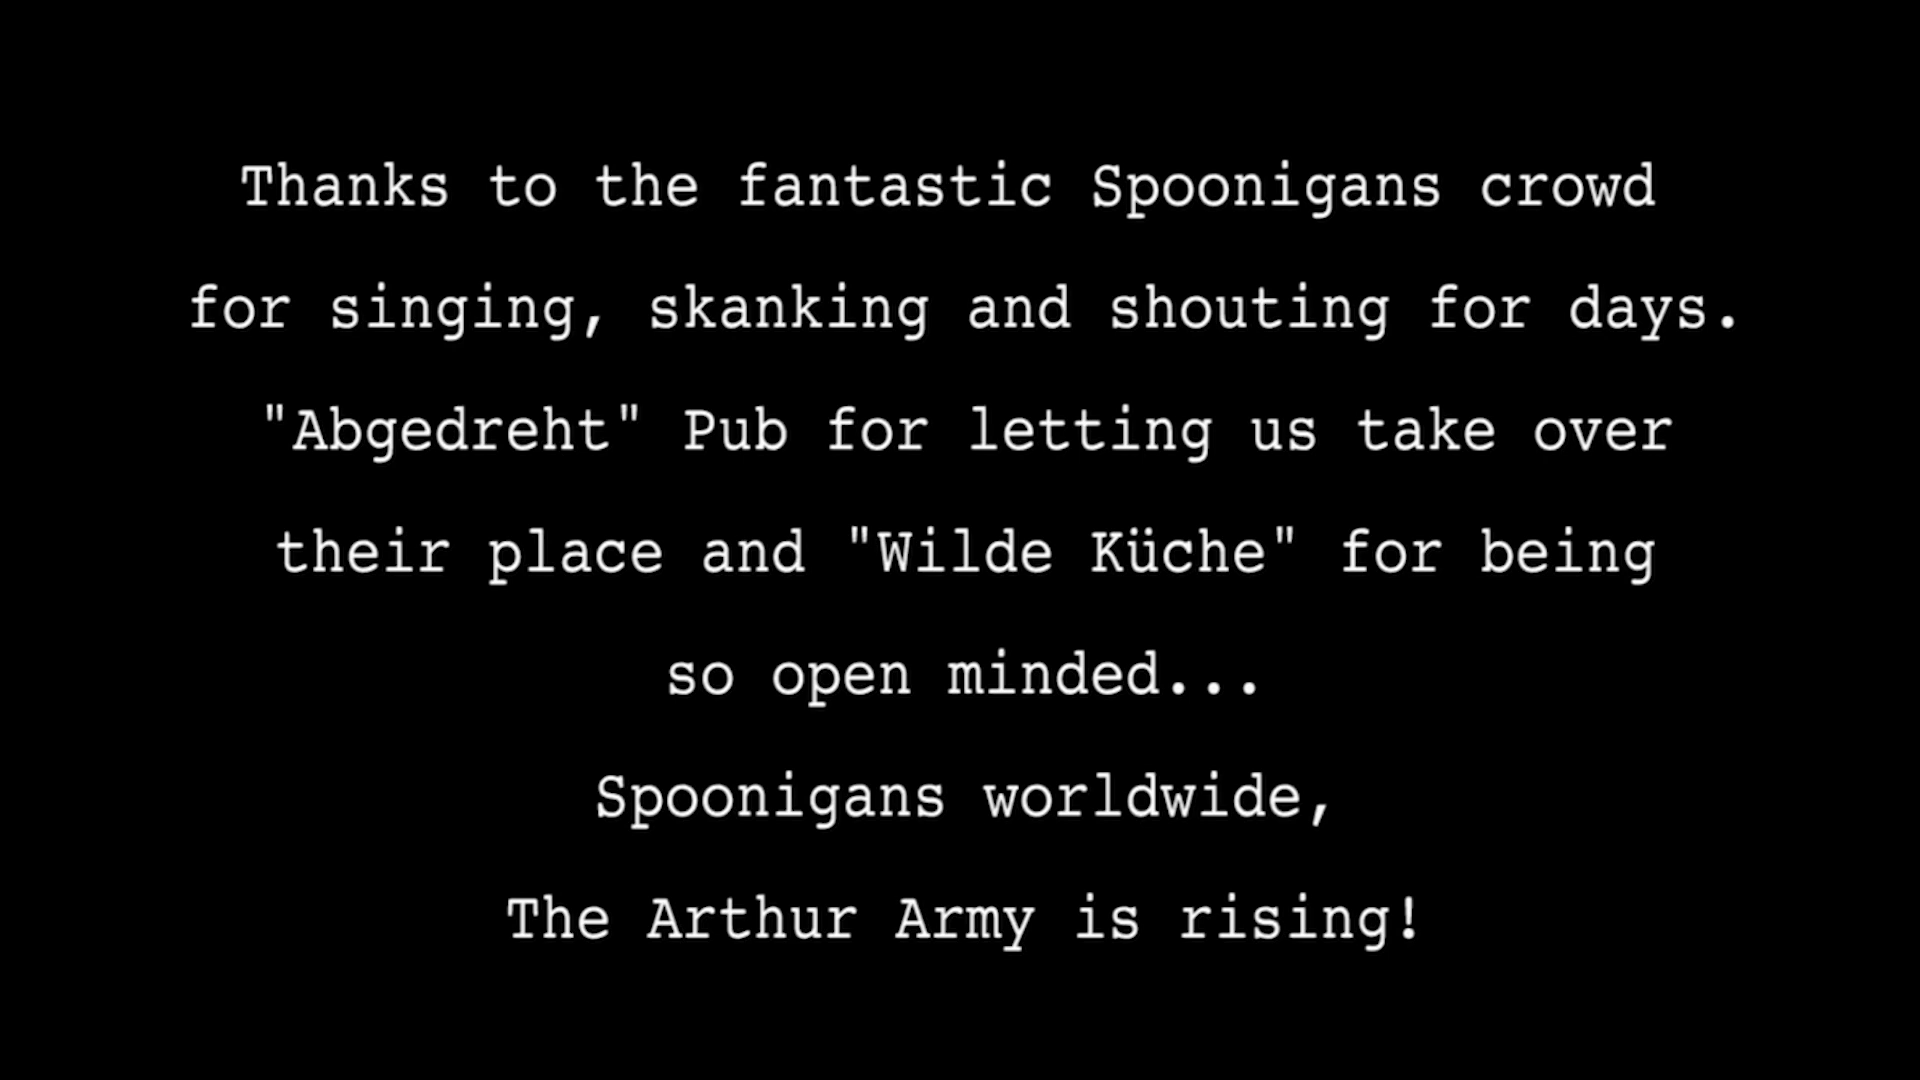 Thanks to the fantastic Spoonigans crowd
for singing, skanking and shouting for days.
"Abgedreht" Pub for letting us take over
their place and "Wilde Küche" for being
so open minded...
Spoonigans worldwide,
The Arthur Army is rising!